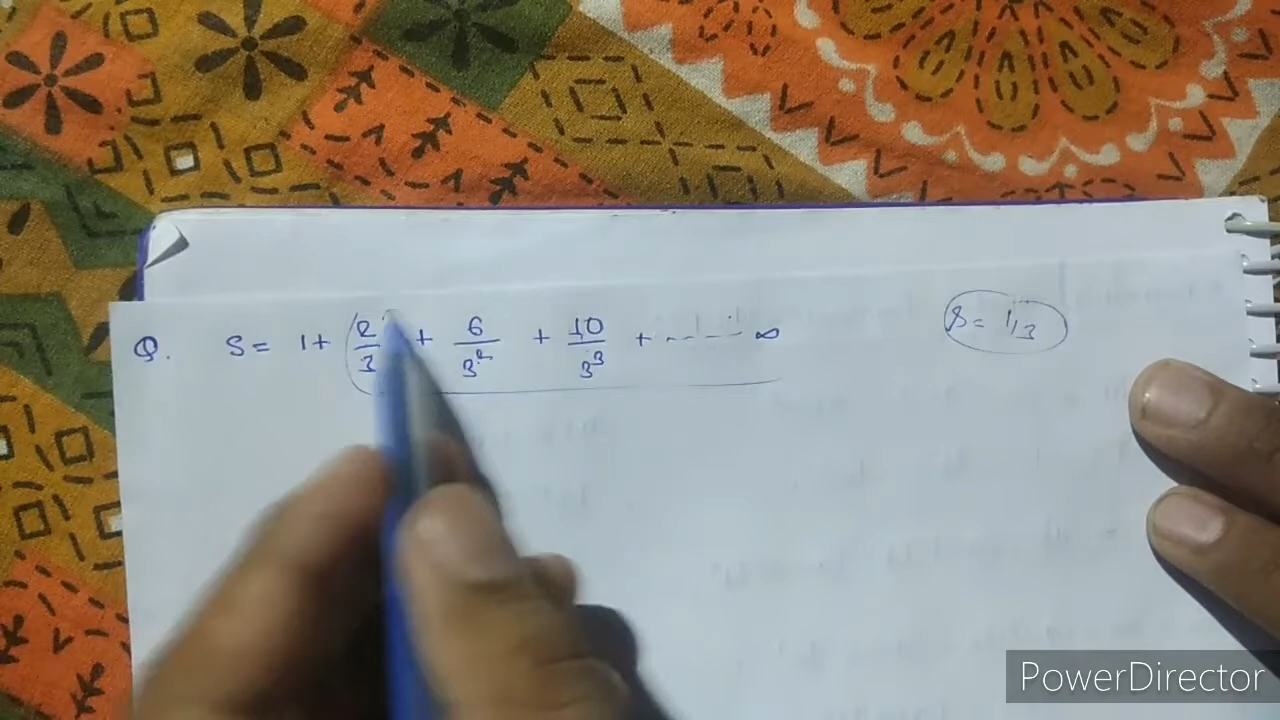 Q. S = 1 + 2/3 + 6/3² + 10/3³ + ------ ∞
S = 1/3
PowerDirector